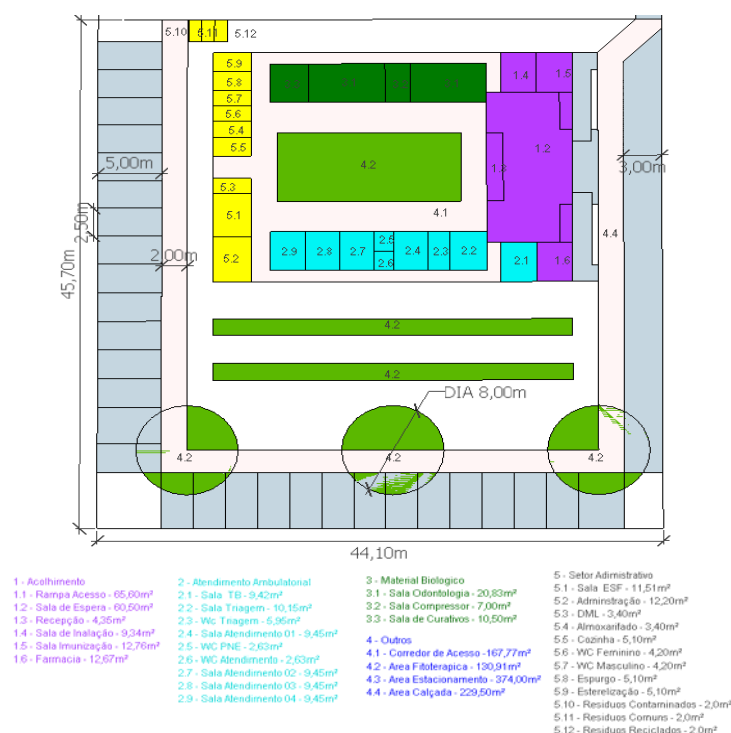 5.10 5.11 5.12
5.9
5.8
5.7
5.6
5.4
5.5
5.3
5.1
5.2
3.3 3.1 3.2 3.1
1.4 1.5
1.3 1.2
4.2
4.1
4.4
2.9 2.8 2.7 2.5 2.6 2.4 2.3 2.2
2.1 1.6
5,00m
2,50m
2,00m
45,70m
3,00m
4.2
4.2
DIA 8,00m
4.2 4.2 4.2
44,10m
1 - Acolhimento
1.1 - Rampa Acesso - 65,60m²
1.2 - Sala de Espera - 60,50m²
1.3 - Recepção - 4,35m²
1.4 - Sala de Inalação - 9,34m²
1.5 - Sala Imunização - 12,76m²
1.6 - Farmacia - 12,67m²
2 - Atendimento Ambulatorial
2.1 - Sala TB - 9,42m²
2.2 - Sala Triagem - 10,15m²
2.3 - Wc Triagem - 5,95m²
2.4 - Sala Atendimento 01 - 9,45m²
2.5 - WC PNE - 2,63m²
2.6 - WC Atendimento - 2,63m²
2.7 - Sala Atendimento 02 - 9,45m²
2.8 - Sala Atendimento 03 - 9,45m²
2.9 - Sala Atendimento 04 - 9,45m²
3 - Material Biologico
3.1 - Sala Odontologia - 20,83m²
3.2 - Sala Compressor - 7,00m²
3.3 - Sala de Curativos - 10,50m²
4 - Outros
4.1 - Corredor de Acesso -167,77m²
4.2 - Area Fitoterapica - 130,91m²
4.3 - Area Estacionamento - 374,00m²
4.4 - Area Calçada - 229,50m²
5 - Setor Adimistrativo
5.1 - Sala ESF - 11,51m²
5.2 - Adminstração - 12,20m²
5.3 - DML - 3,40m²
5.4 - Almoxarifado - 3,40m²
5.5 - Cozinha - 5,10m²
5.6 - WC Feminino - 4,20m²
5.7 - WC Masculino - 4,20m²
5.8 - Espurgo - 5,10m²
5.9 - Esterelização - 5,10m²
5.10 - Residuos Contaminados - 2,0m²
5.11 - Residuos Comuns - 2,0m²
5.12 - Residuos Reciclados - 2,0m²